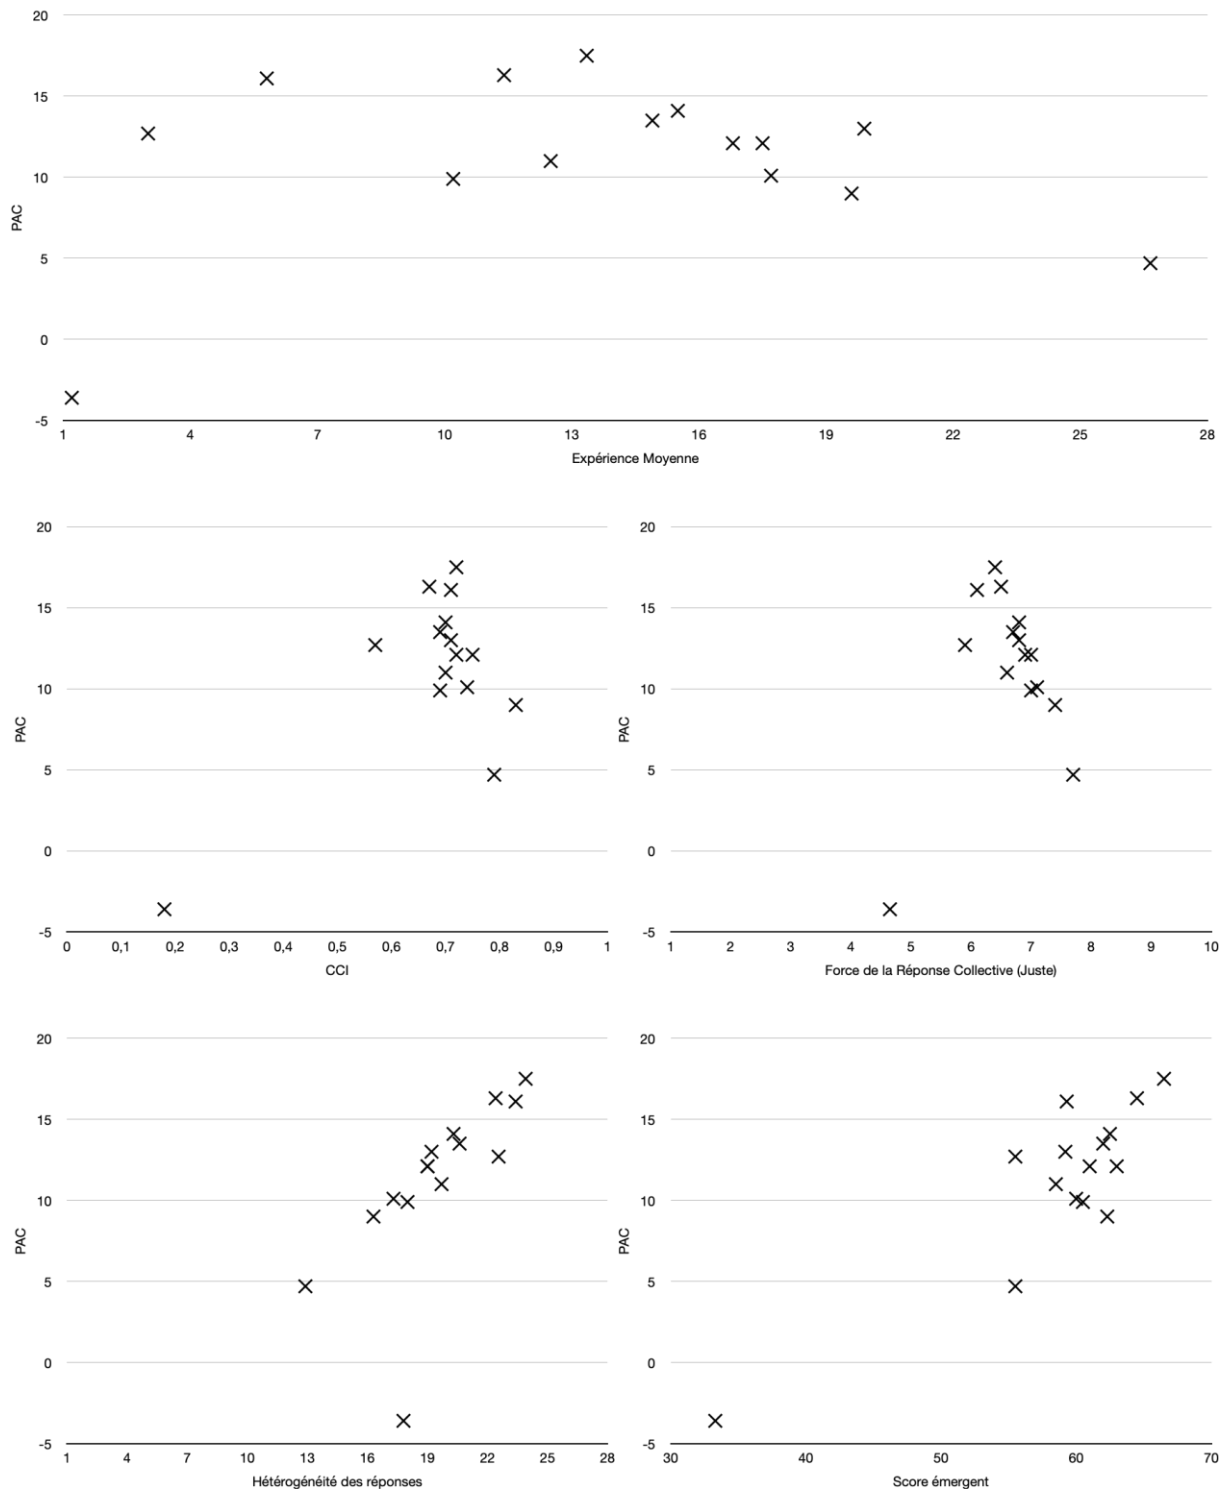 20
15
10
5
0
-5
PAC
1 4 7 10 13 16 19 22 25 28
Expérience Moyenne
20
15
10
5
0
-5
PAC
0 0,1 0,2 0,3 0,4 0,5 0,6 0,7 0,8 0,9 1
CCI
20
15
10
5
0
-5
PAC
1 2 3 4 5 6 7 8 9 10
Force de la Réponse Collective (Juste)
20
15
10
5
0
-5
PAC
1 4 7 10 13 16 19 22 25 28
Hétérogénéité des réponses
20
15
10
5
0
-5
PAC
30 40 50 60 70
Score émergent